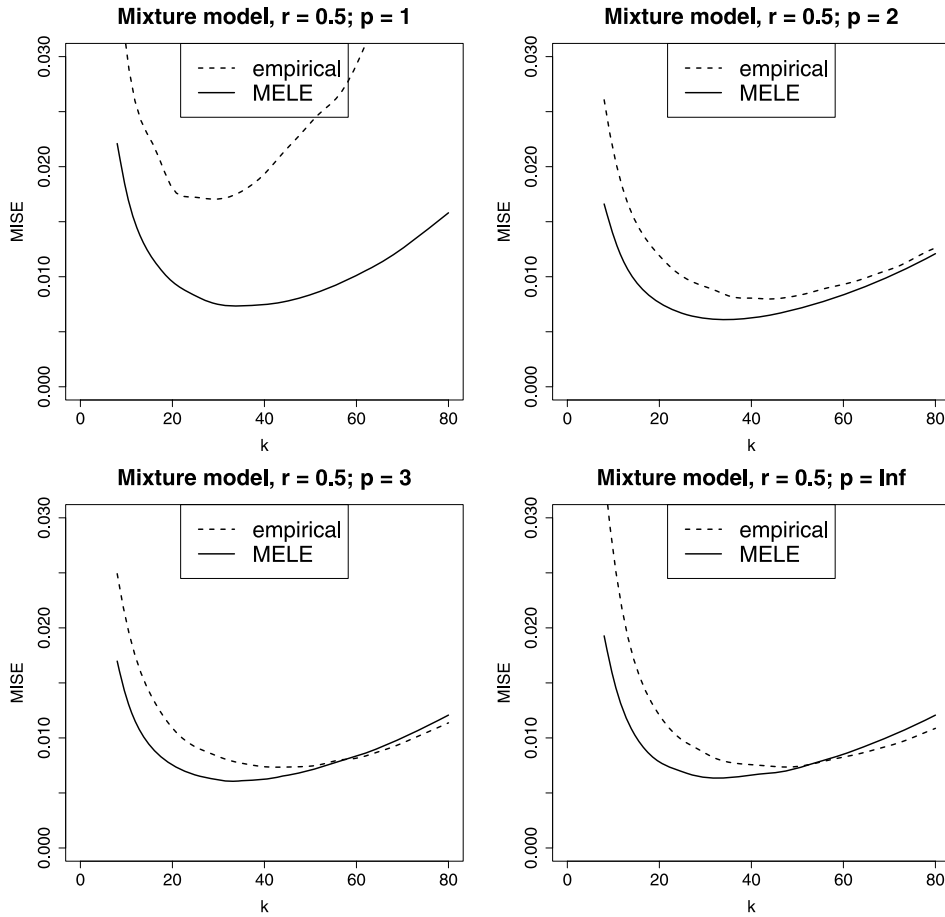 Mixture model, r = 0.5; p = 1
MISE
0.000 0.010 0.020 0.030
empirical
MELE
0 20 40 60 80
k
Mixture model, r = 0.5; p = 2
MISE
0.000 0.010 0.020 0.030
empirical
MELE
0 20 40 60 80
k
Mixture model, r = 0.5; p = 3
MISE
0.000 0.010 0.020 0.030
empirical
MELE
0 20 40 60 80
k
Mixture model, r = 0.5; p = Inf
MISE
0.000 0.010 0.020 0.030
empirical
MELE
0 20 40 60 80
k